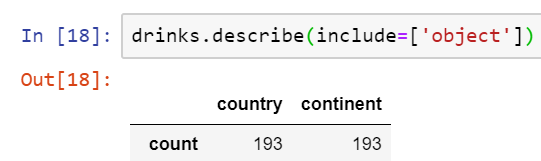 In [18]: drinks.describe(include=['object'])
Out[18]:
country continent
count 193 193